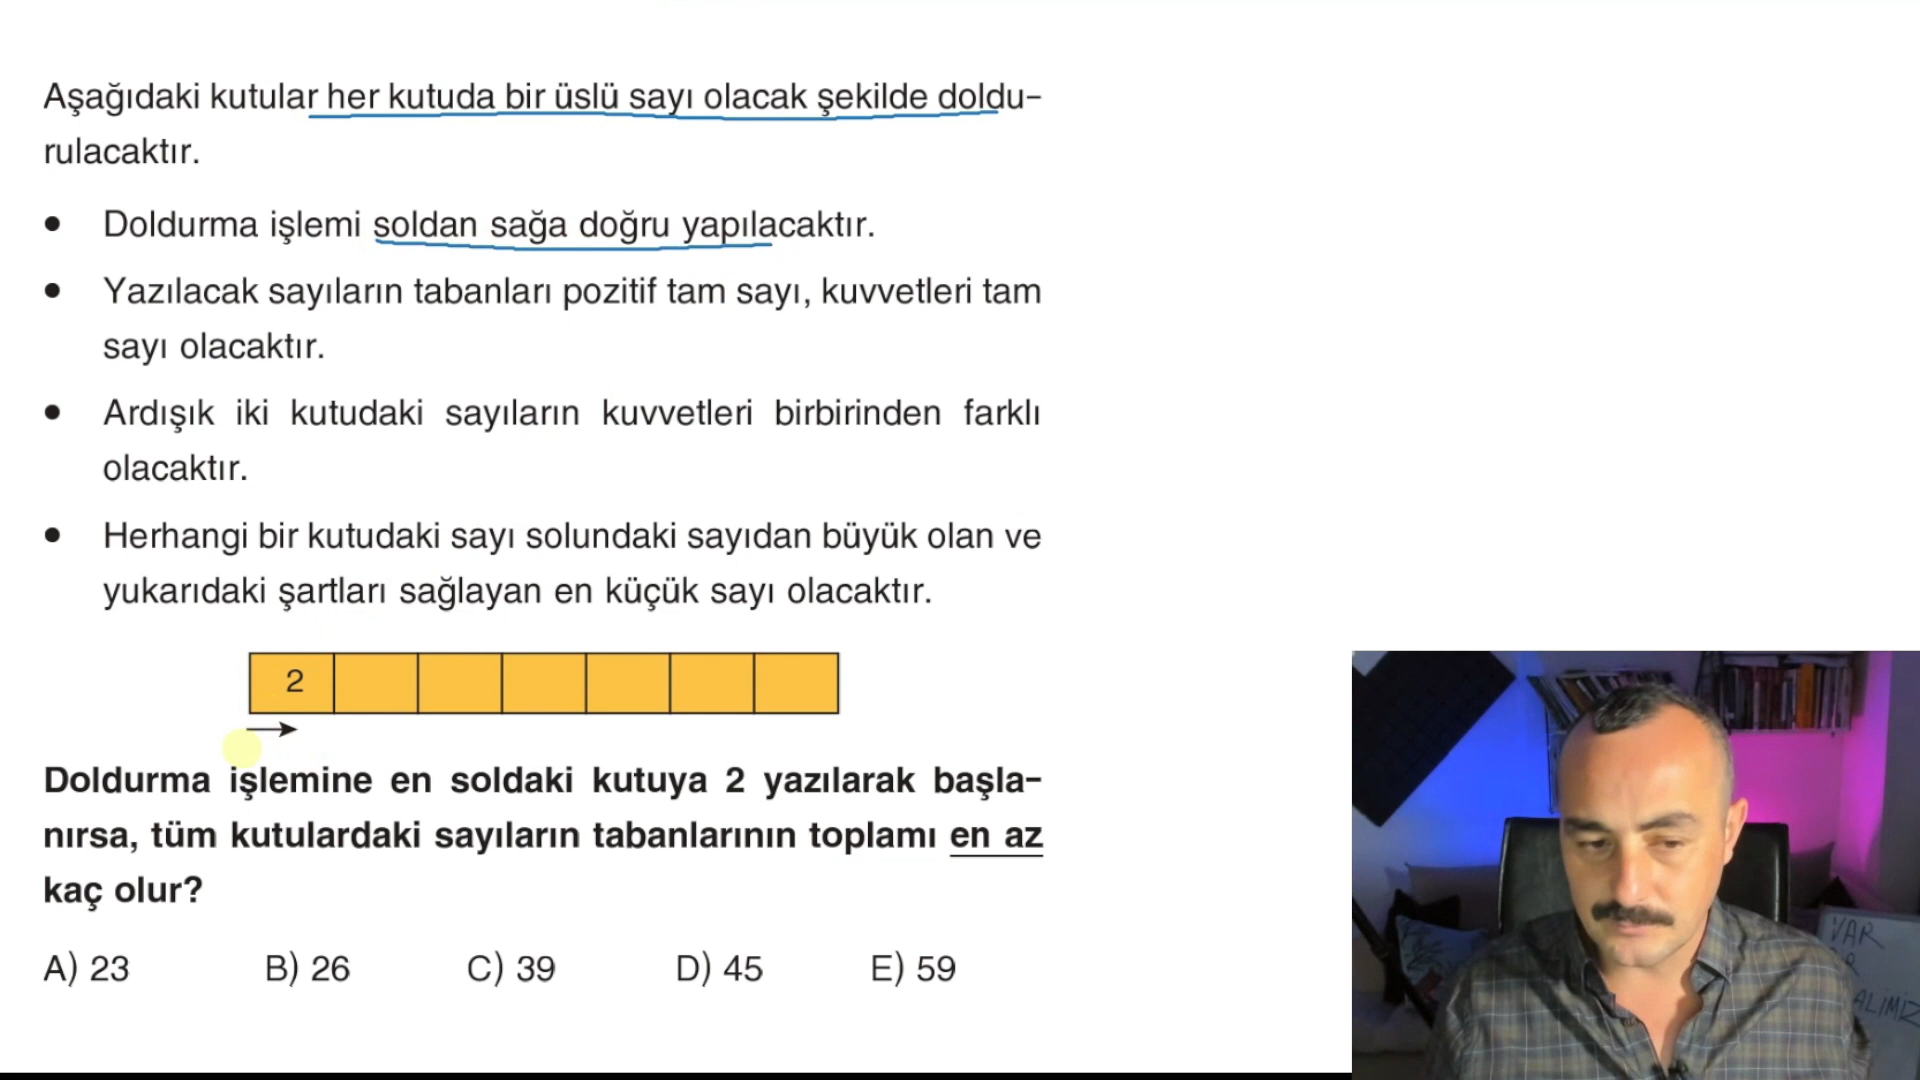 Aşağıdaki kutular her kutuda bir üslü sayı olacak şekilde doldu-
rulacaktır.
• Doldurma işlemi soldan sağa doğru yapılacaktır.
• Yazılacak sayıların tabanları pozitif tam sayı, kuvvetleri tam
sayı olacaktır.
• Ardışık iki kutudaki sayıların kuvvetleri birbirinden farklı
olacaktır.
• Herhangi bir kutudaki sayı solundaki sayıdan büyük olan ve
yukarıdaki şartları sağlayan en küçük sayı olacaktır.
2
Doldurma işlemine en soldaki kutuya 2 yazılarak başla-
nırsa, tüm kutulardaki sayıların tabanlarının toplamı en az
kaç olur?
A) 23 B) 26 C) 39 D) 45 E) 59
VAR
R
ALIMIZ